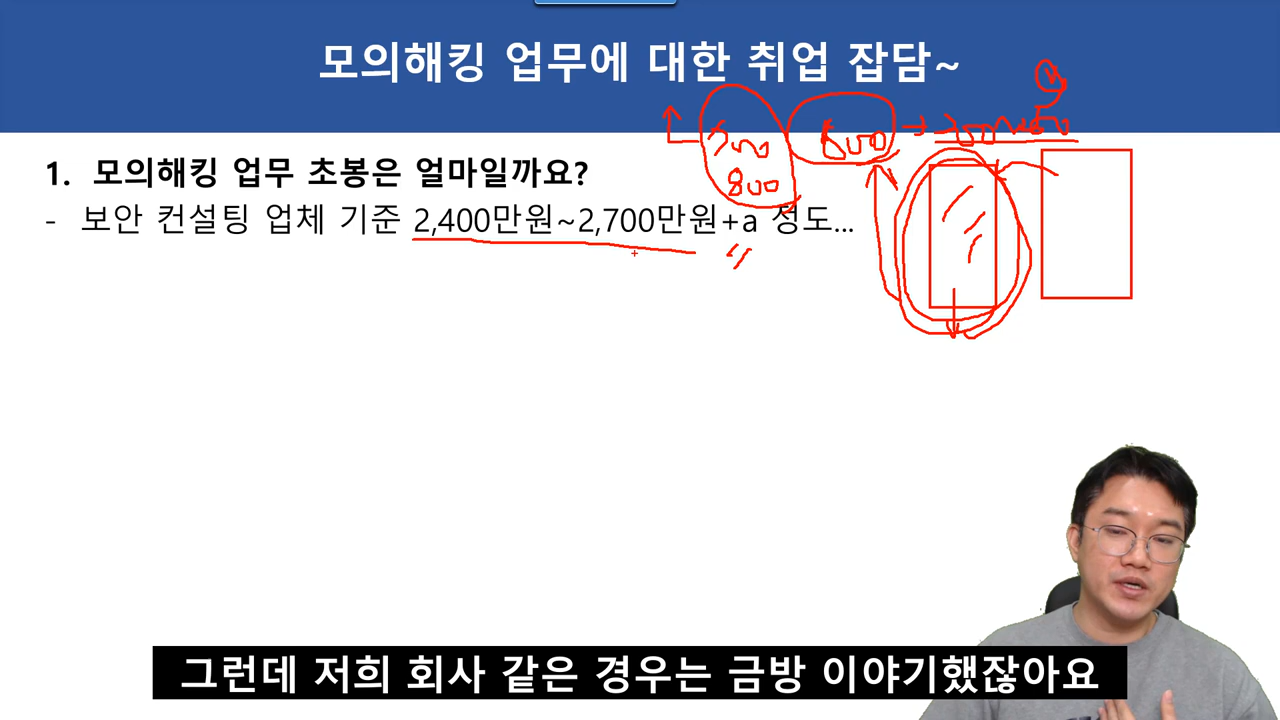 모의해킹 업무에 대한 취업 잡담~
800
1. 모의해킹 업무 초봉은 얼마일까요?
- 보안 컨설팅 업체 기준 2,400만원~2,700만원+a 정도...
그런데 저희 회사 같은 경우는 금방 이야기했잖아요